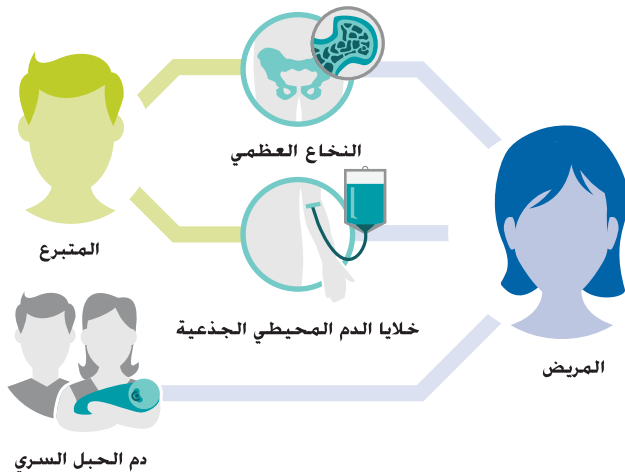 النخاع العظمي
المتبرع
خلايا الدم المحيطي الجذعية
المريض
دم الحبل السري